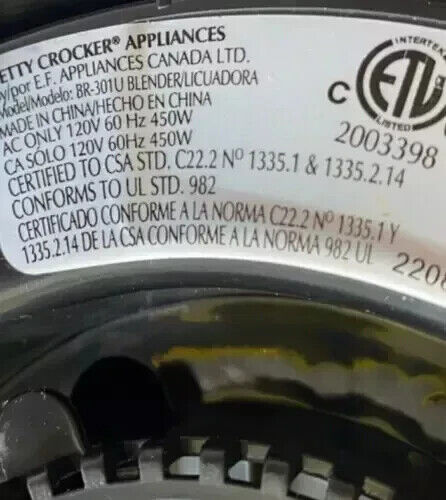 ETTY CROCKER® APPLIANCES
y/por E.F. APPLIANCES CANADA LTD.
Model/Modelo: BR-301U BLENDER/LICUADORA
MADE IN CHINA/HECHO EN CHINA
AC ONLY 120V 60 Hz 450W
CA SOLO 120V 60Hz 450W
CERTIFIED TO CSA STD. C22.2 Nº 1335.1 & 1335.2.14
CONFORMS TO UL STD. 982
CERTIFICADO CONFORME A LA NORMA C22.2 Nº 1335.1 Y
1335.2.14 DE LA CSA CONFORME A LA NORMA 982 UL
INTERTEK
C ETL
LISTED
2003398